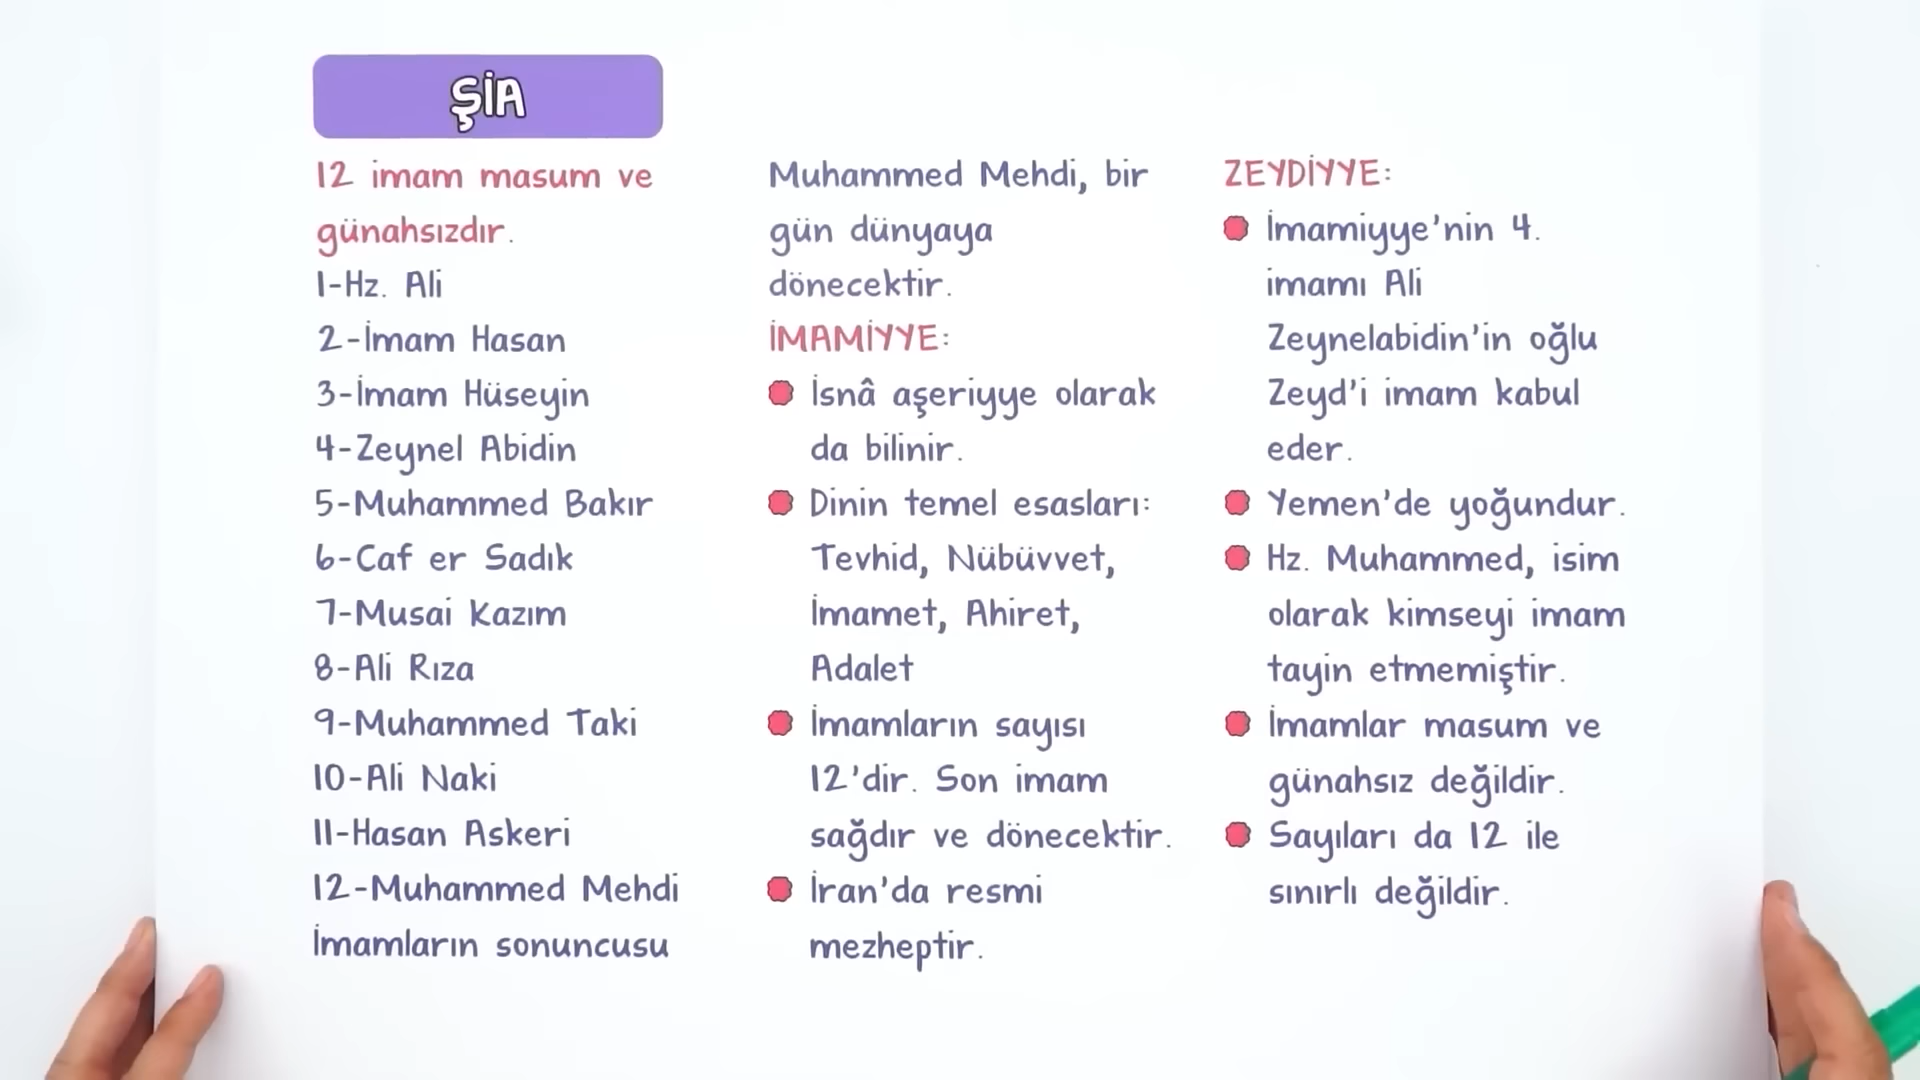 ŞİA
12 imam masum ve
günahsızdır.
1-Hz. Ali
2-İmam Hasan
3-İmam Hüseyin
4-Zeynel Abidin
5-Muhammed Bakır
6-Caf er Sadık
7-Musai Kazım
8-Ali Rıza
9-Muhammed Taki
10-Ali Naki
11-Hasan Askeri
12-Muhammed Mehdi
İmamların sonuncusu
Muhammed Mehdi, bir
gün dünyaya
dönecektir.
İMAMİYYE:
İsnâ aşeriyye olarak
da bilinir.
Dinin temel esasları:
Tevhid, Nübüvvet,
İmamet, Ahiret,
Adalet
İmamların sayısı
12'dir. Son imam
sağdır ve dönecektir.
İran'da resmi
mezheptir.
ZEYDİYYE:
İmamiyye'nin 4.
imamı Ali
Zeynelabidin'in oğlu
Zeyd'i imam kabul
eder.
Yemen'de yoğundur.
Hz. Muhammed, isim
olarak kimseyi imam
tayin etmemiştir.
İmamlar masum ve
günahsız değildir.
Sayıları da 12 ile
sınırlı değildir.